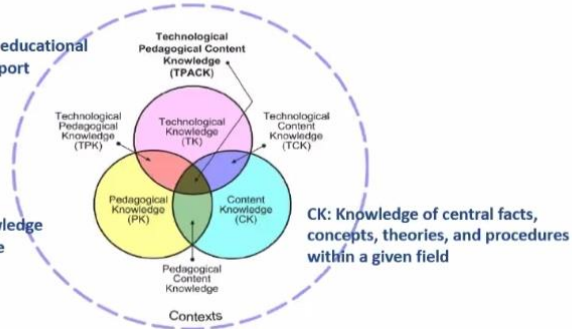 educational
port
Technological
Pedagogical Content
Knowledge
(TPACK)
Technological
Pedagogical
Knowledge
(TPK)
Technological
Knowledge
(TK)
Technological
Content
Knowledge
(TCK)
Pedagogical
Knowledge
(PK)
Content
Knowledge
(CK)
wledge
e
CK: Knowledge of central facts,
concepts, theories, and procedures
within a given field
Pedagogical
Content
Knowledge
Contexts